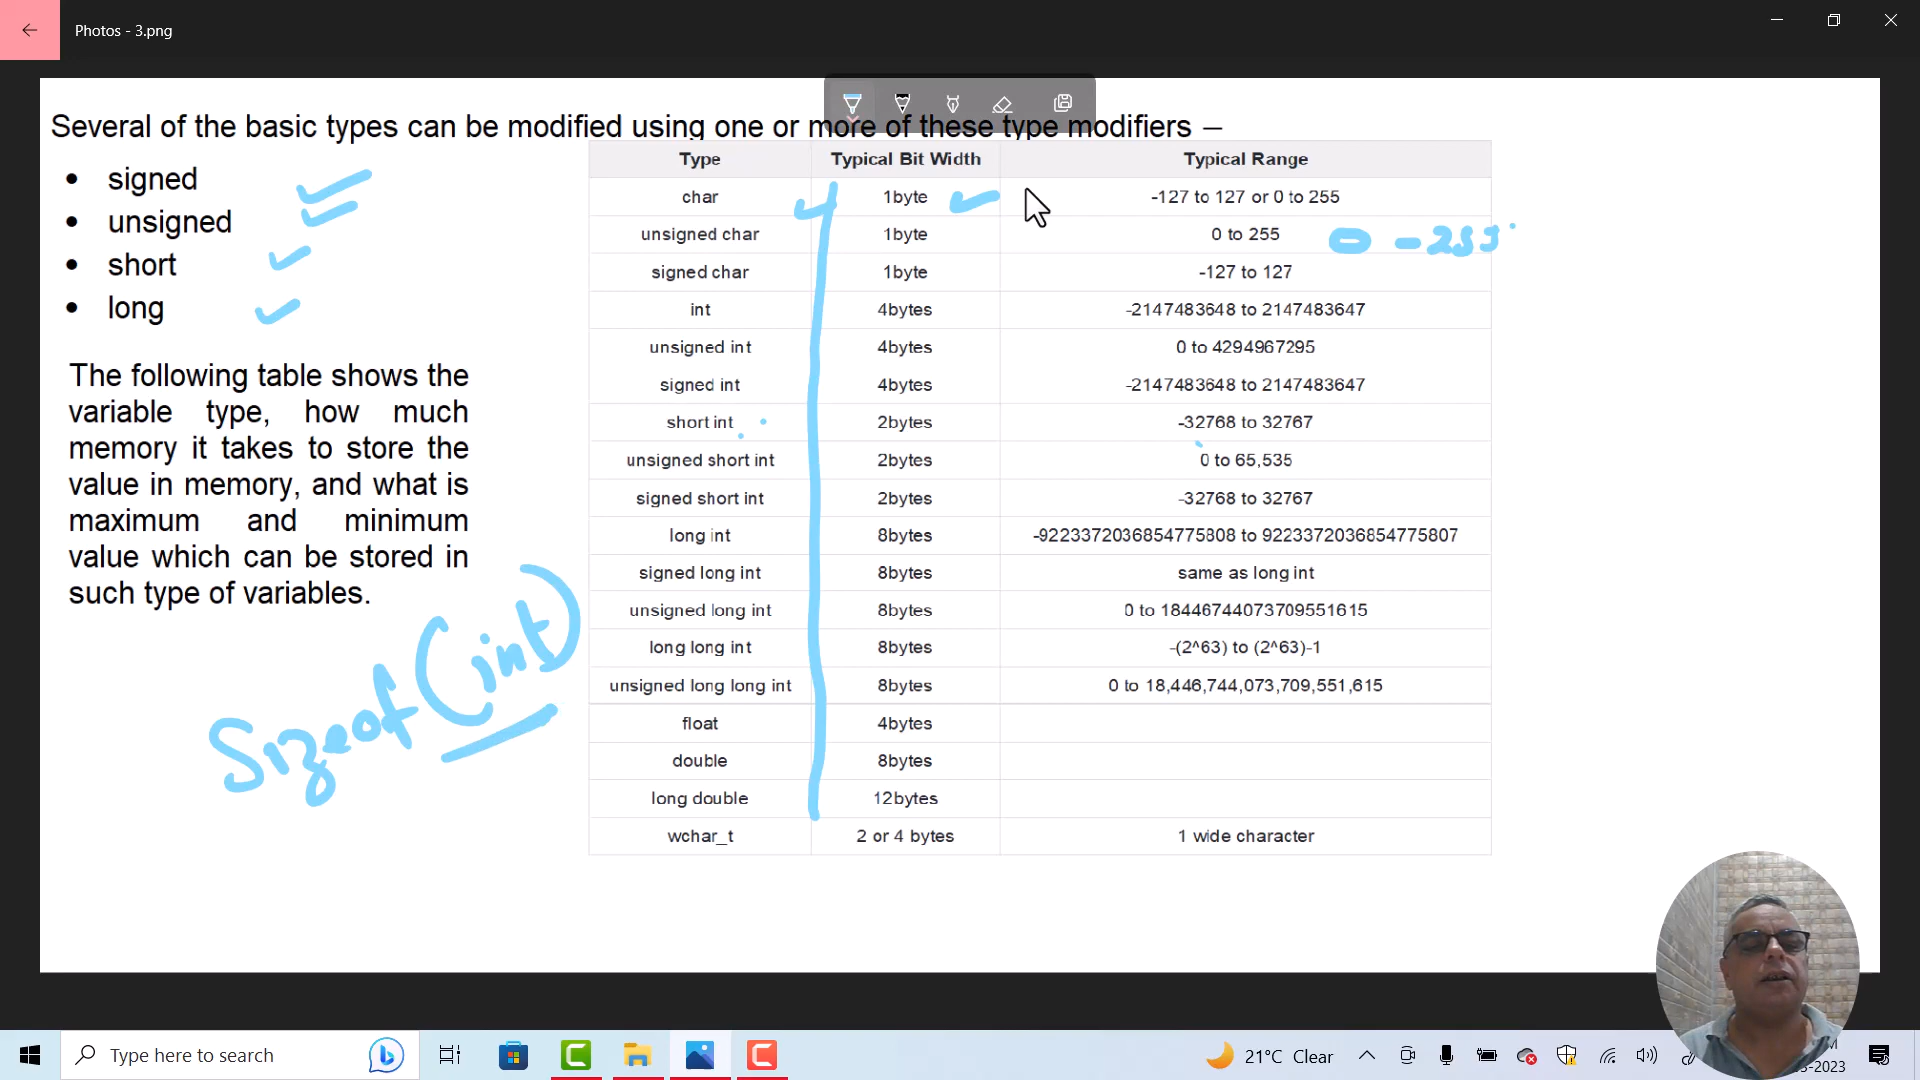 Photos - 3.png
Several of the basic types can be modified using one or more of these type modifiers –
• signed
• unsigned
• short
• long
The following table shows the
variable type, how much
memory it takes to store the
value in memory, and what is
maximum and minimum
value which can be stored in
such type of variables.
Sizeof (int)
Type Typical Bit Width Typical Range
char 1byte -127 to 127 or 0 to 255
unsigned char 1byte 0 to 255 0 - 255
signed char 1byte -127 to 127
int 4bytes -2147483648 to 2147483647
unsigned int 4bytes 0 to 4294967295
signed int 4bytes -2147483648 to 2147483647
short int 2bytes -32768 to 32767
unsigned short int 2bytes 0 to 65,535
signed short int 2bytes -32768 to 32767
long int 8bytes -9223372036854775808 to 9223372036854775807
signed long int 8bytes same as long int
unsigned long int 8bytes 0 to 18446744073709551615
long long int 8bytes -(2^63) to (2^63)-1
unsigned long long int 8bytes 0 to 18,446,744,073,709,551,615
float 4bytes
double 8bytes
long double 12bytes
wchar_t 2 or 4 bytes 1 wide character
Type here to search
21°C Clear